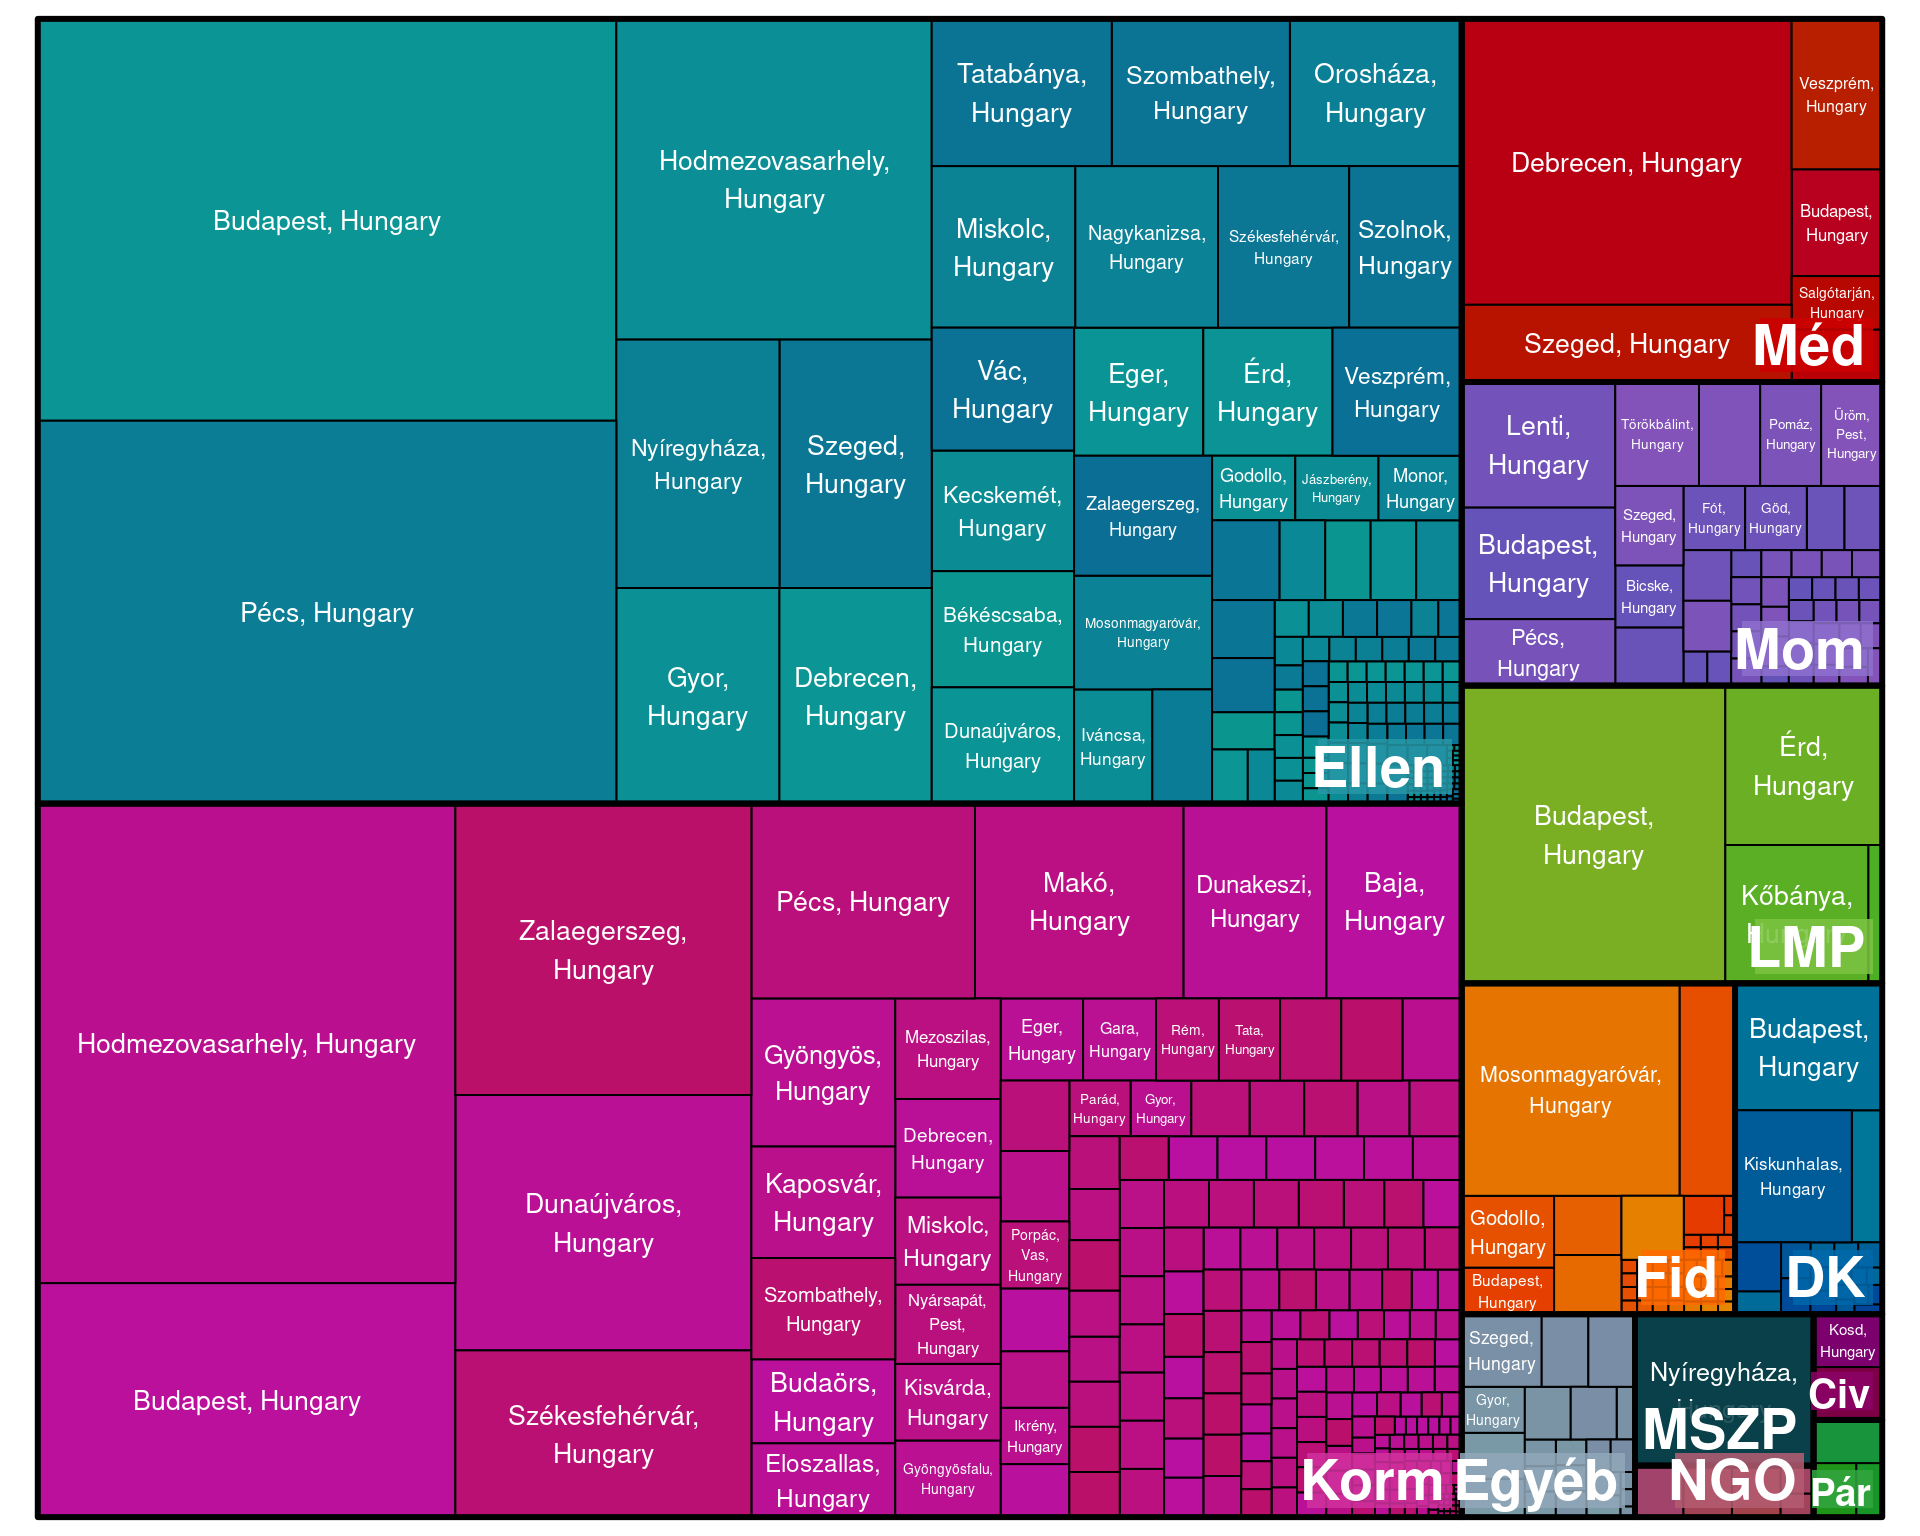 Budapest, Hungary
Pécs, Hungary
Hodmezovasarhely,
Hungary
Nyíregyháza,
Hungary
Szeged,
Hungary
Gyor,
Hungary
Debrecen,
Hungary
Tatabánya,
Hungary
Szombathely,
Hungary
Orosháza,
Hungary
Miskolc,
Hungary
Nagykanizsa,
Hungary
Székesfehérvár,
Hungary
Szolnok,
Hungary
Vác,
Hungary
Eger,
Hungary
Érd,
Hungary
Veszprém,
Hungary
Kecskemét,
Hungary
Zalaegerszeg,
Hungary
Godollo,
Hungary
Jászberény,
Hungary
Monor,
Hungary
Békéscsaba,
Hungary
Mosonmagyaróvár,
Hungary
Dunaújváros,
Hungary
Iváncsa,
Hungary
Ellen
Hodmezovasarhely, Hungary
Budapest, Hungary
Zalaegerszeg,
Hungary
Dunaújváros,
Hungary
Székesfehérvár,
Hungary
Pécs, Hungary
Makó,
Hungary
Dunakeszi,
Hungary
Baja,
Hungary
Gyöngyös,
Hungary
Kaposvár,
Hungary
Szombathely,
Hungary
Budaörs,
Hungary
Eloszallas,
Hungary
Mezoszilas,
Hungary
Debrecen,
Hungary
Miskolc,
Hungary
Nyársapát,
Pest,
Hungary
Kisvárda,
Hungary
Gyöngyösfalu,
Hungary
Eger,
Hungary
Gara,
Hungary
Rém,
Hungary
Tata,
Hungary
Parád,
Hungary
Gyor,
Hungary
Porpác,
Vas,
Hungary
Ikrény,
Hungary
Korm
Debrecen, Hungary
Szeged, Hungary
Veszprém,
Hungary
Budapest,
Hungary
Salgótarján,
Hungary
Méd
Lenti,
Hungary
Budapest,
Hungary
Pécs,
Hungary
Törökbálint,
Hungary
Pomáz,
Hungary
Üröm,
Pest,
Hungary
Szeged,
Hungary
Fót,
Hungary
Göd,
Hungary
Bicske,
Hungary
Mom
Budapest,
Hungary
Érd,
Hungary
Kőbánya,
Hungary
LMP
Mosonmagyaróvár,
Hungary
Godollo,
Hungary
Budapest,
Hungary
Fid
Budapest,
Hungary
Kiskunhalas,
Hungary
DK
Szeged,
Hungary
Gyor,
Hungary
Egyéb
Nyíregyháza,
Hungary
MSZP
NGO
Kosd,
Hungary
Civ
Pár